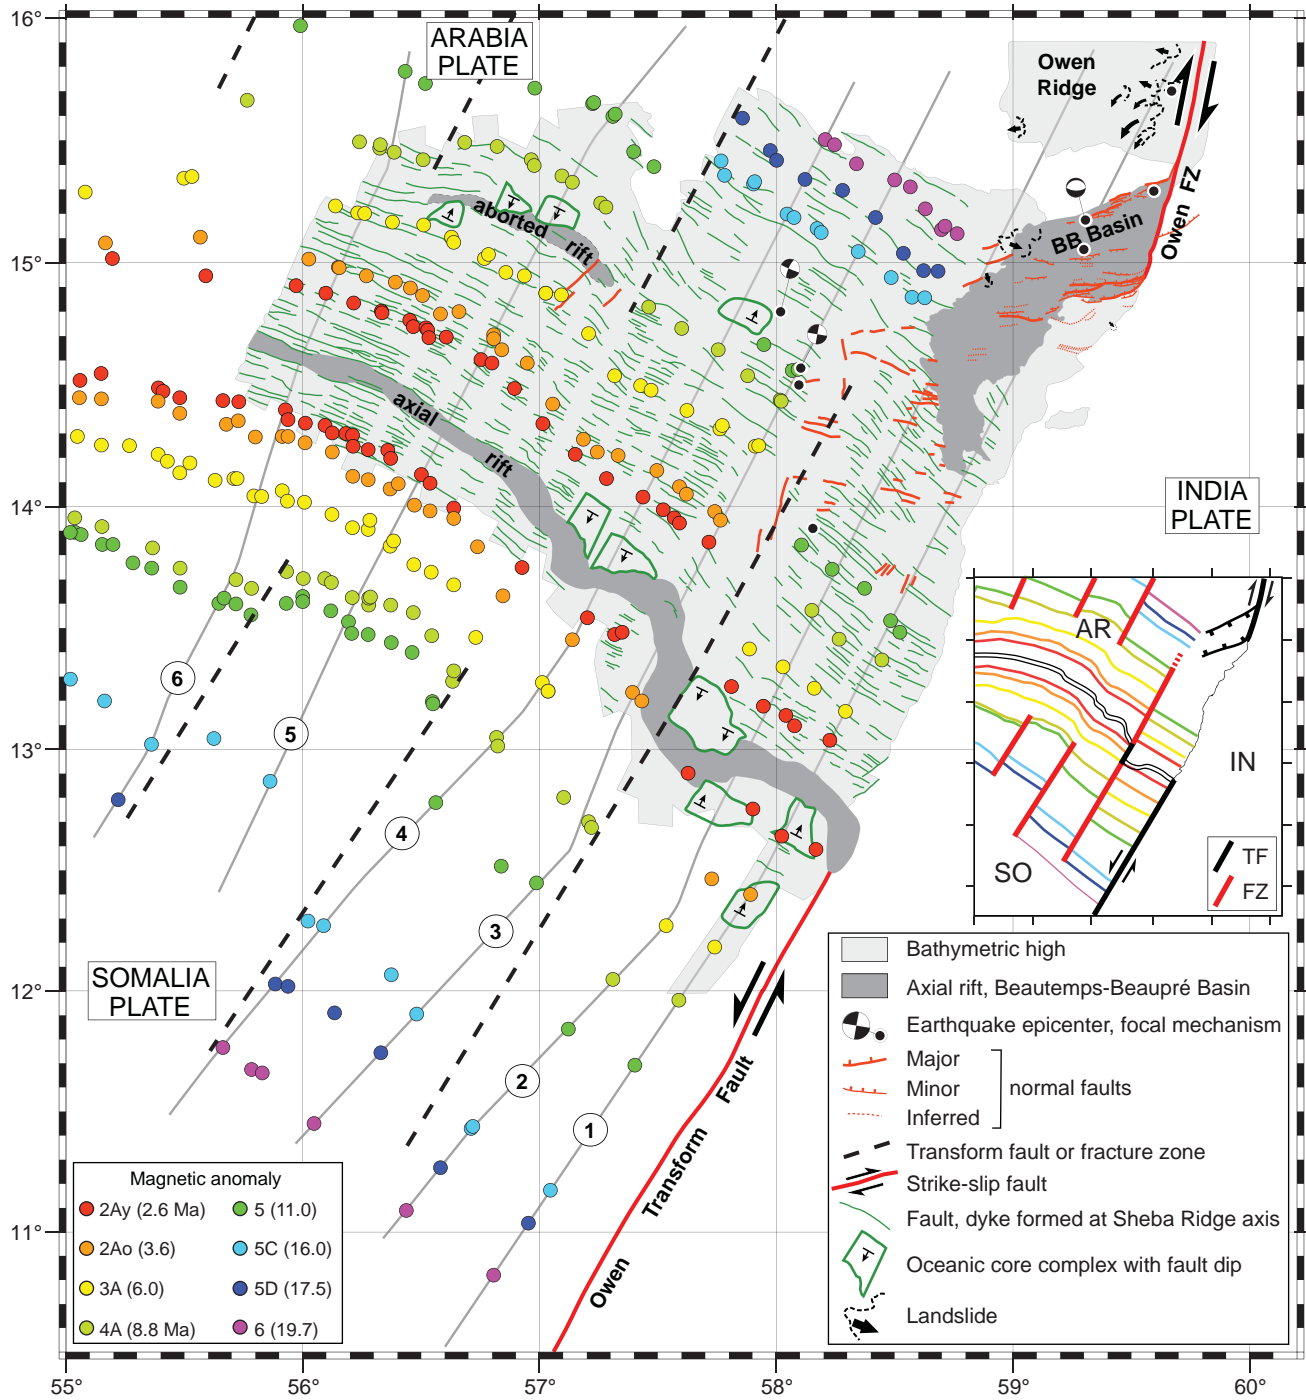 16°
15°
14°
13°
12°
11°
55°
56°
57°
58°
59°
60°
ARABIA
PLATE
Owen
Ridge
Owen FZ
BB Basin
aborted rift
axial rift
INDIA
PLATE
SOMALIA
PLATE
6
5
4
3
2
1
Owen Transform Fault
AR
IN
SO
TF
FZ
Magnetic anomaly
2Ay (2.6 Ma)
2Ao (3.6)
3A (6.0)
4A (8.8 Ma)
5 (11.0)
5C (16.0)
5D (17.5)
6 (19.7)
Bathymetric high
Axial rift, Beautemps-Beaupré Basin
Earthquake epicenter, focal mechanism
Major
Minor
Inferred
normal faults
Transform fault or fracture zone
Strike-slip fault
Fault, dyke formed at Sheba Ridge axis
Oceanic core complex with fault dip
Landslide